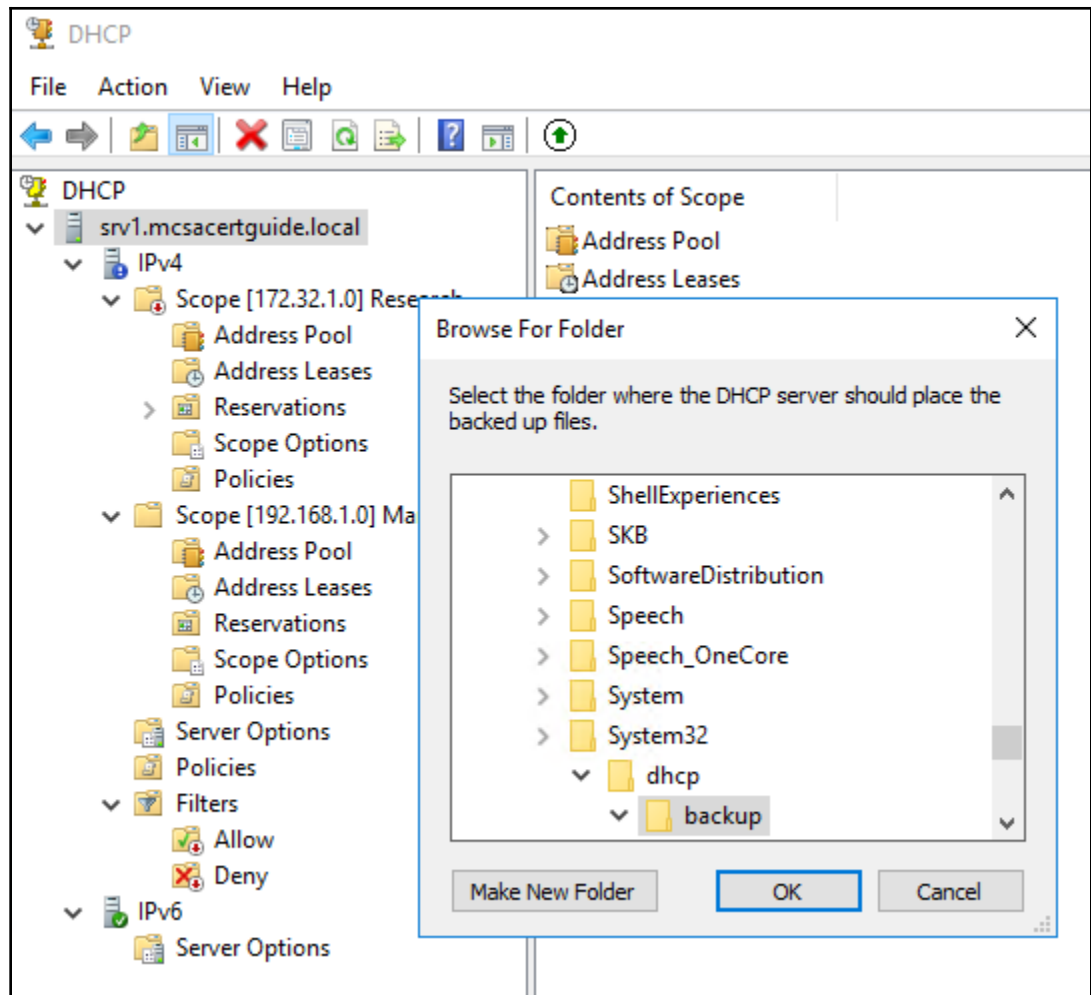 DHCP
File Action View Help
DHCP
srv1.mcsacertguide.local
IPv4
Scope [172.32.1.0] Research
Address Pool
Address Leases
Reservations
Scope Options
Policies
Scope [192.168.1.0] Ma
Address Pool
Address Leases
Reservations
Scope Options
Policies
Server Options
Policies
Filters
Allow
Deny
IPv6
Server Options
Contents of Scope
Address Pool
Address Leases
Browse For Folder
Select the folder where the DHCP server should place the
backed up files.
ShellExperiences
SKB
SoftwareDistribution
Speech
Speech_OneCore
System
System32
dhcp
backup
Make New Folder OK Cancel